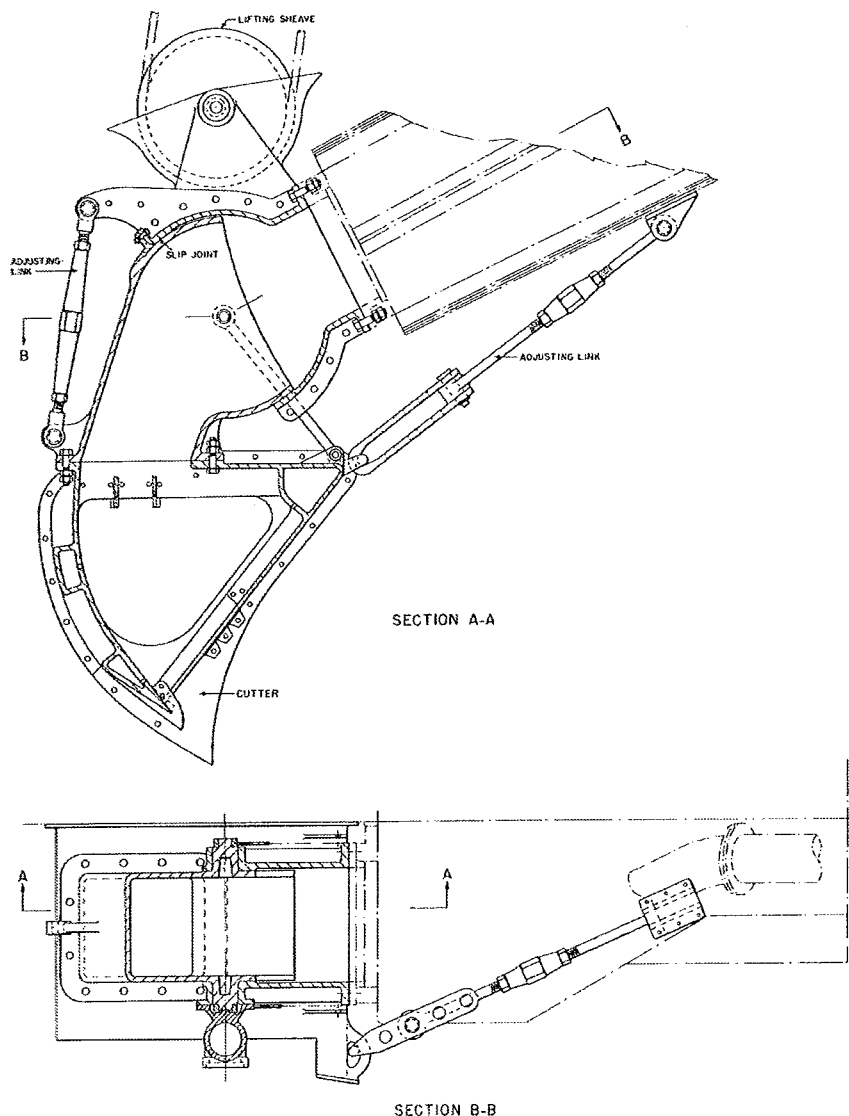 LIFTING SHEAVE
B
SLIP JOINT
ADJUSTING
LINK
B
ADJUSTING LINK
SECTION A-A
CUTTER
A
A
SECTION B-B